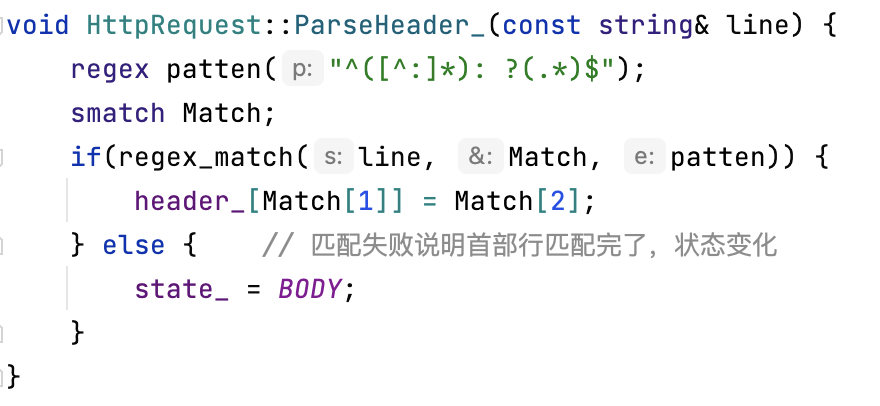 void HttpRequest::ParseHeader_(const string& line) {
    regex patten( p: "^([^:]*): ?(.*)$");
    smatch Match;
    if(regex_match( s: line,  &: Match,  e: patten)) {
        header_[Match[1]] = Match[2];
    } else {    // 匹配失败说明首部行匹配完了，状态变化
        state_ = BODY;
    }
}